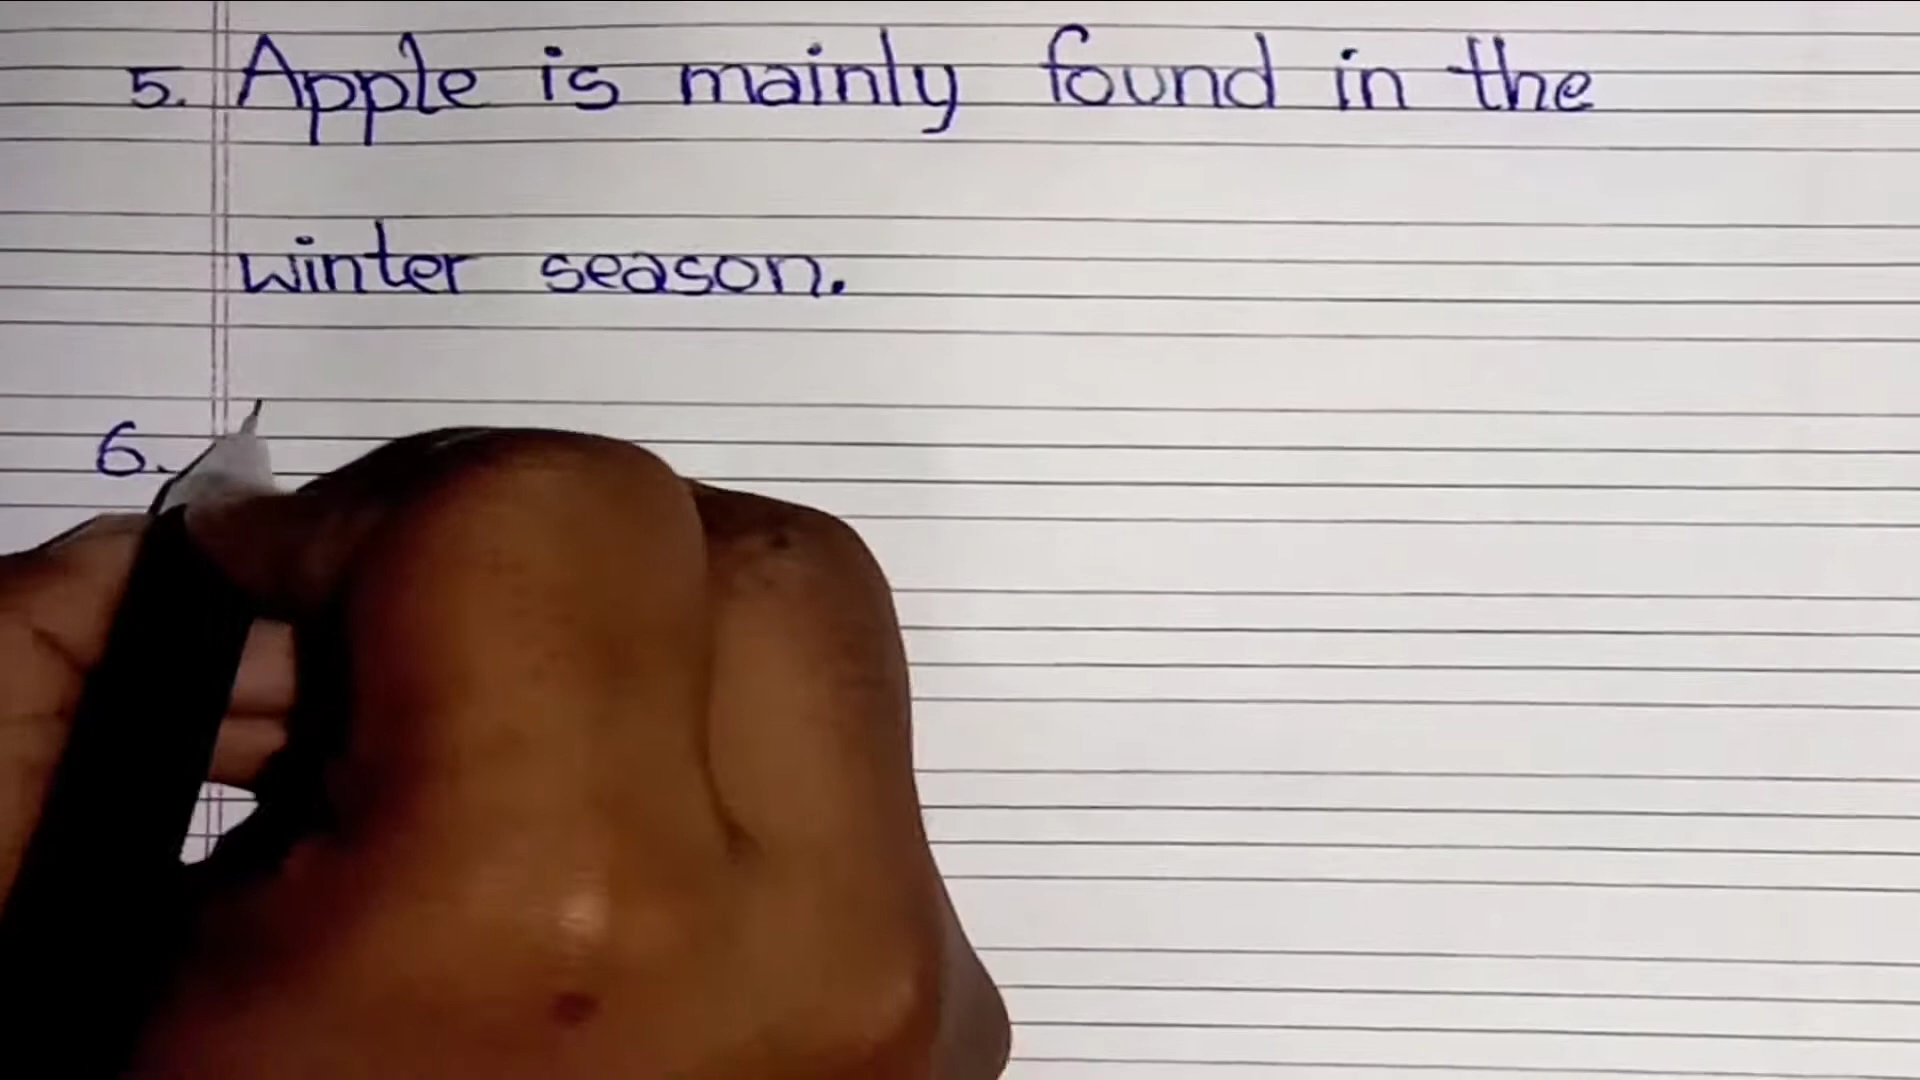 5. Apple is mainly found in the
winter season.
6.